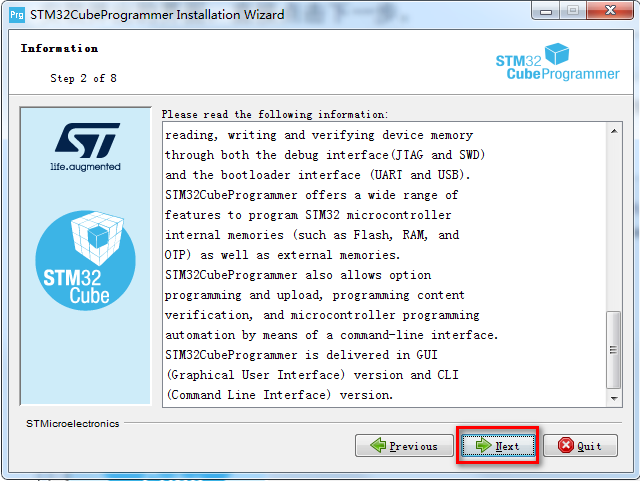 Prg STM32CubeProgrammer Installation Wizard
Information
Step 2 of 8
STM32
CubeProgrammer
ST
life.augmented
STM32
Cube
Please read the following information:
reading, writing and verifying device memory
through both the debug interface(JTAG and SWD)
and the bootloader interface (UART and USB).
STM32CubeProgrammer offers a wide range of
features to program STM32 microcontroller
internal memories (such as Flash, RAM, and
OTP) as well as external memories.
STM32CubeProgrammer also allows option
programming and upload, programming content
verification, and microcontroller programming
automation by means of a command-line interface.
STM32CubeProgrammer is delivered in GUI
(Graphical User Interface) version and CLI
(Command Line Interface) version.
STMicroelectronics
Previous
Next
Quit